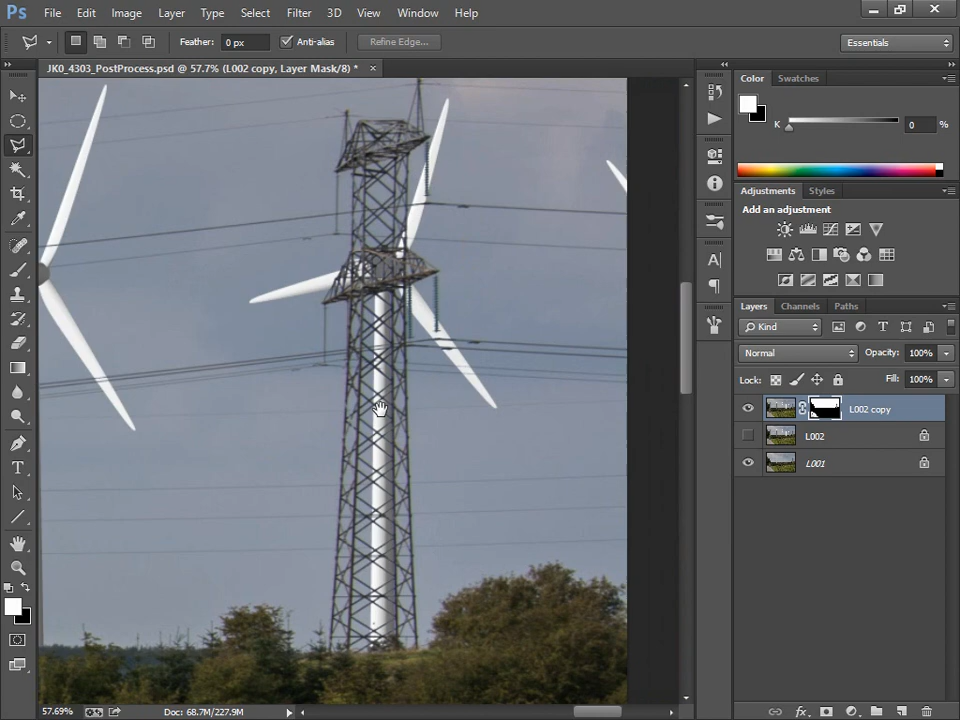 Ps File Edit Image Layer Type Select Filter 3D View Window Help
Feather: 0 px Anti-alias Refine Edge... Essentials
JK0_4303_PostProcess.psd @ 57.7% (L002 copy, Layer Mask/8) * ×
Color Swatches
K 0 %
Adjustments Styles
Add an adjustment
Layers Channels Paths
Kind T
Normal Opacity: 100%
Lock: Fill: 100%
L002 copy
L002
L001
57.69% Doc: 68.7M/227.9M fx